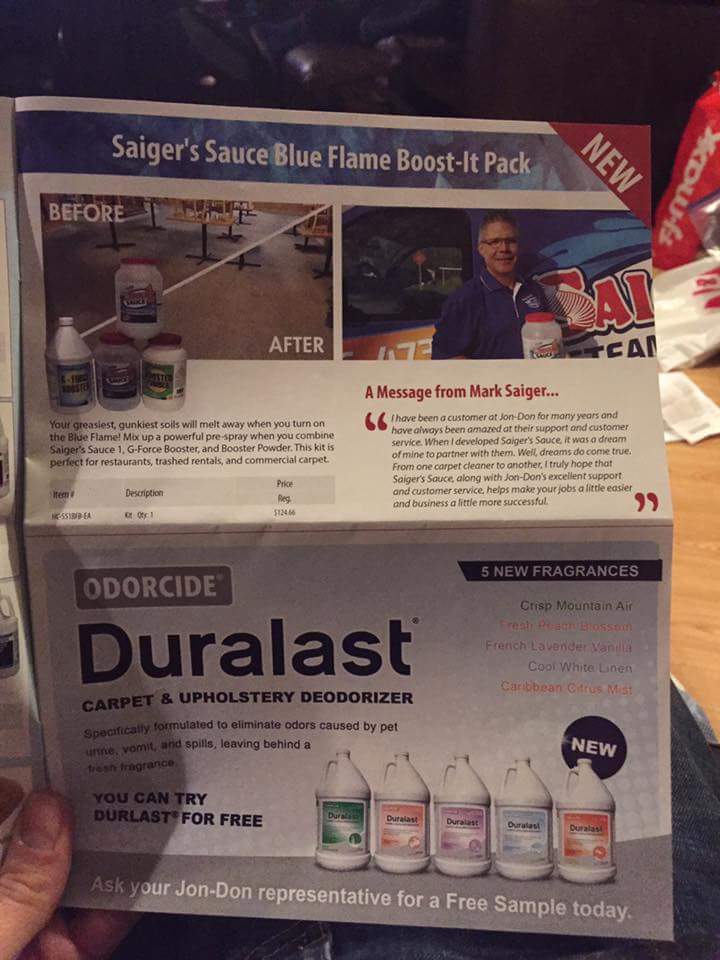 Saiger's Sauce Blue Flame Boost-It Pack
NEW
BEFORE
AFTER
SAUCE
SAI
STEA
Your greasiest, gunkiest soils will melt away when you turn on
the Blue Flame! Mix up a powerful pre-spray when you combine
Saiger's Sauce 1, G-Force Booster, and Booster Powder. This kit is
perfect for restaurants, trashed rentals, and commercial carpet.
Item # Description Price
Reg.
HC-SS1BFB-EA Kit Qty: 1 $124.66
A Message from Mark Saiger...
“I have been a customer at Jon-Don for many years and
have always been amazed at their support and customer
service. When I developed Saiger's Sauce, it was a dream
of mine to partner with them. Well, dreams do come true.
From one carpet cleaner to another, I truly hope that
Saiger's Sauce, along with Jon-Don's excellent support
and customer service, helps make your jobs a little easier
and business a little more successful.”
ODORCIDE®
Duralast®
CARPET & UPHOLSTERY DEODORIZER
Specifically formulated to eliminate odors caused by pet
urine, vomit, and spills, leaving behind a
fresh fragrance.
YOU CAN TRY
DURLAST® FOR FREE
5 NEW FRAGRANCES
Crisp Mountain Air
Fresh Peach Blossom
French Lavender Vanilla
Cool White Linen
Caribbean Citrus Mist
NEW
Duralast
Duralast
Duralast
Duralast
Duralast
Ask your Jon-Don representative for a Free Sample today.
TJ-maxx